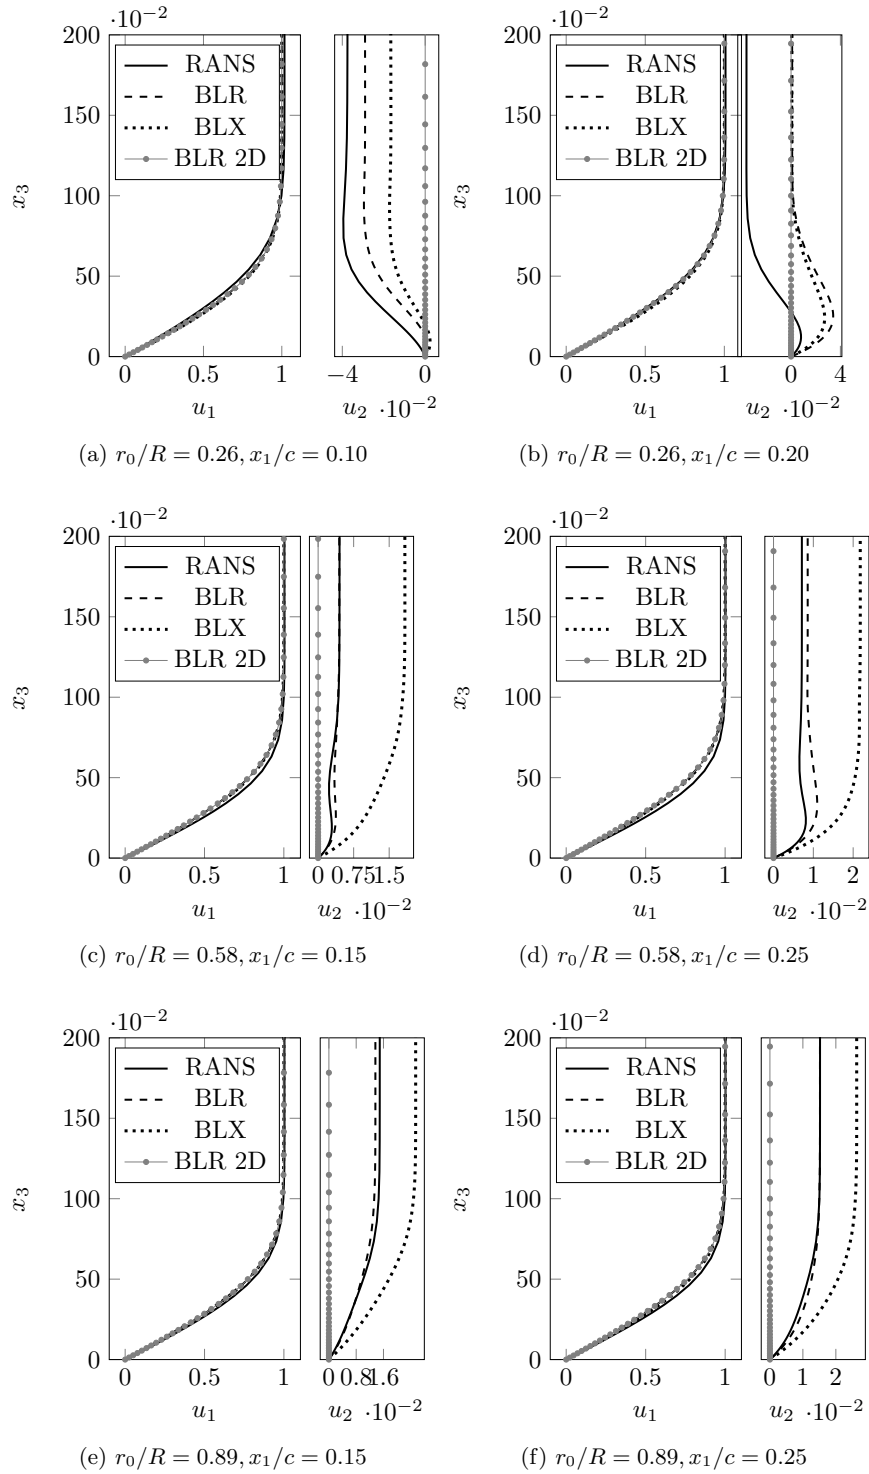 ·10⁻²
200
150
100
50
0
x₃
RANS
BLR
BLX
BLR 2D
0 0.5 1
u₁
−4 0
u₂ ·10⁻²
(a) r₀/R = 0.26, x₁/c = 0.10
·10⁻²
200
150
100
50
0
x₃
RANS
BLR
BLX
BLR 2D
0 0.5 1
u₁
0 4
u₂ ·10⁻²
(b) r₀/R = 0.26, x₁/c = 0.20
·10⁻²
200
150
100
50
0
x₃
RANS
BLR
BLX
BLR 2D
0 0.5 1
u₁
0 0.75 1.5
u₂ ·10⁻²
(c) r₀/R = 0.58, x₁/c = 0.15
·10⁻²
200
150
100
50
0
x₃
RANS
BLR
BLX
BLR 2D
0 0.5 1
u₁
0 1 2
u₂ ·10⁻²
(d) r₀/R = 0.58, x₁/c = 0.25
·10⁻²
200
150
100
50
0
x₃
RANS
BLR
BLX
BLR 2D
0 0.5 1
u₁
0 0.8 1.6
u₂ ·10⁻²
(e) r₀/R = 0.89, x₁/c = 0.15
·10⁻²
200
150
100
50
0
x₃
RANS
BLR
BLX
BLR 2D
0 0.5 1
u₁
0 1 2
u₂ ·10⁻²
(f) r₀/R = 0.89, x₁/c = 0.25